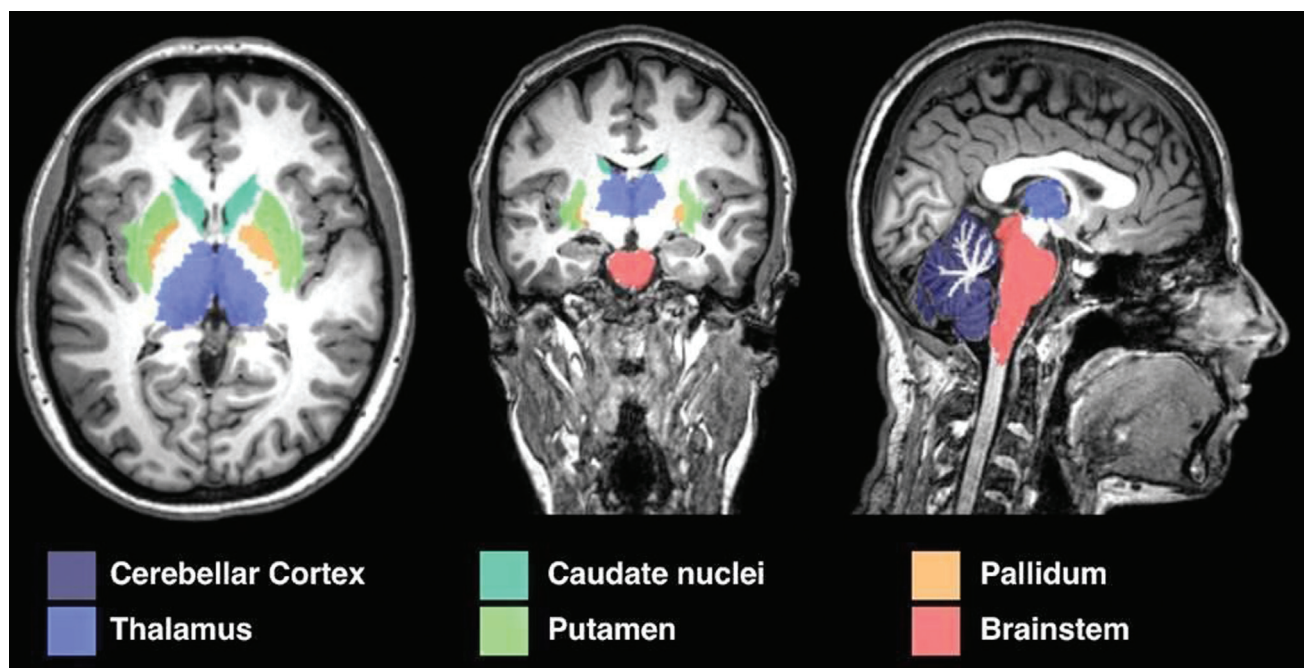 Cerebellar Cortex
Caudate nuclei
Pallidum
Thalamus
Putamen
Brainstem